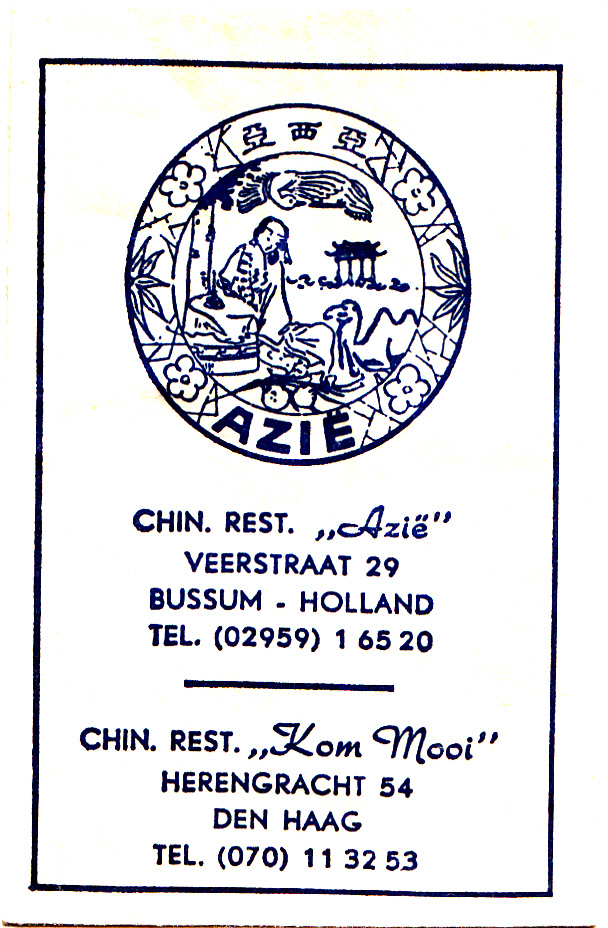 亞西亞
AZIË
CHIN. REST. „Azië”
VEERSTRAAT 29
BUSSUM - HOLLAND
TEL. (02959) 1 65 20
CHIN. REST. „Kom Mooi”
HERENGRACHT 54
DEN HAAG
TEL. (070) 11 32 53